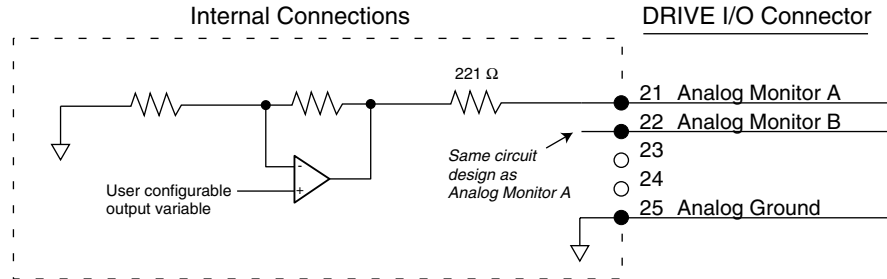 Internal Connections
DRIVE I/O Connector
221 Ω
21 Analog Monitor A
22 Analog Monitor B
23
24
25 Analog Ground
-
+
User configurable
output variable
Same circuit
design as
Analog Monitor A